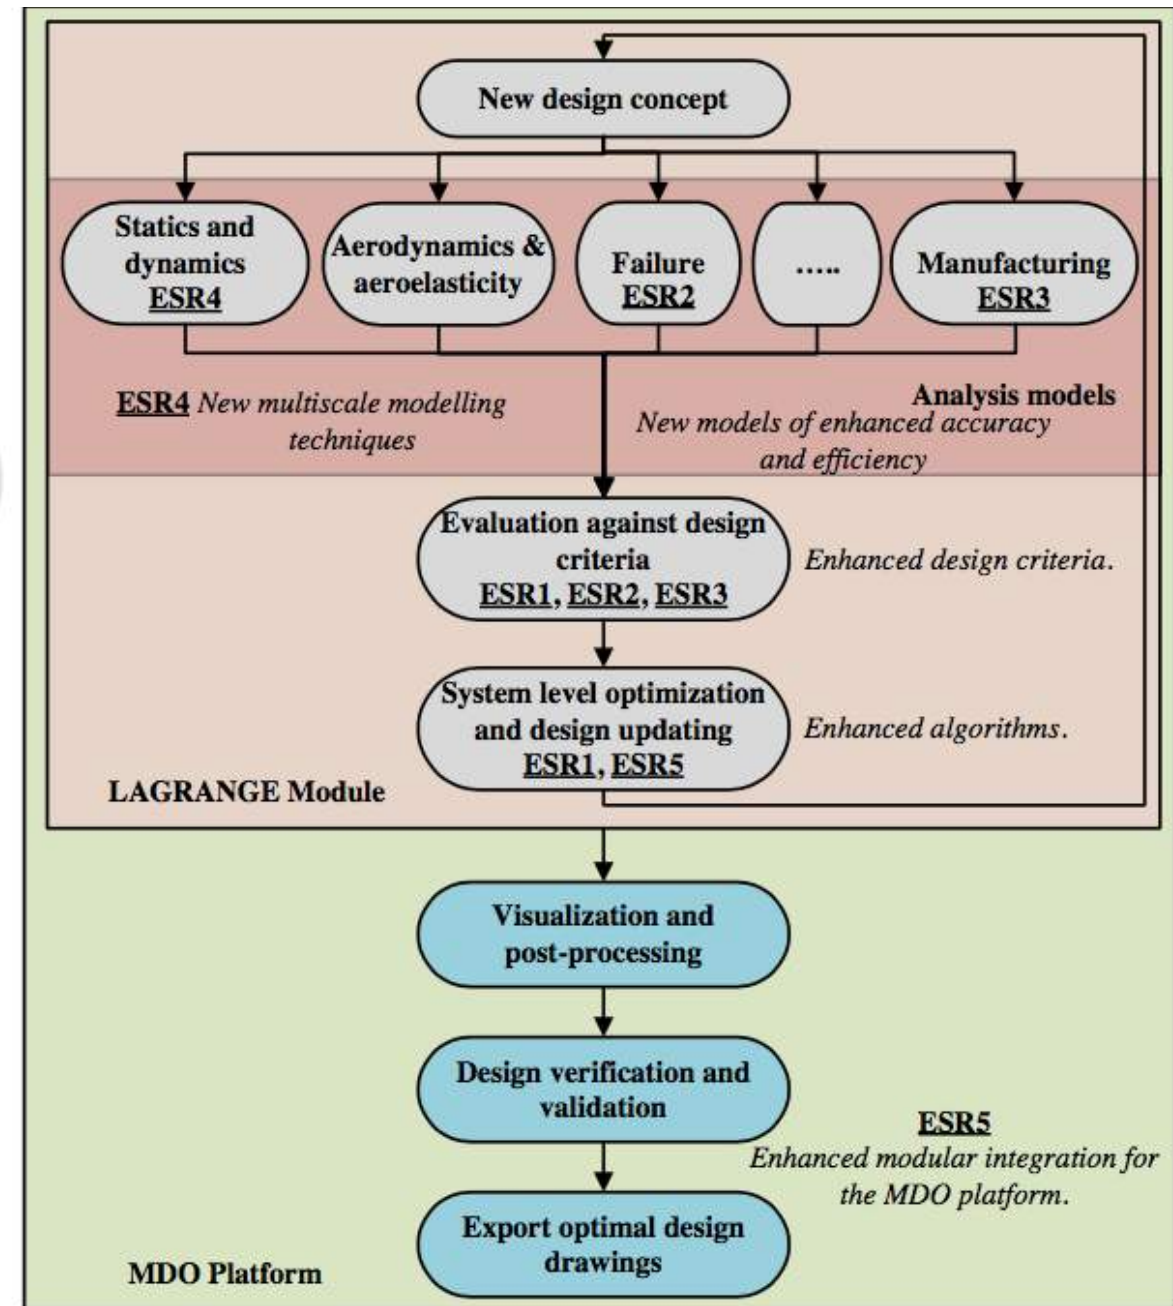 New design concept
Statics and
dynamics
ESR4
Aerodynamics &
aeroelasticity
Failure
ESR2
.....
Manufacturing
ESR3
ESR4 New multiscale modelling
techniques
Analysis models
New models of enhanced accuracy
and efficiency
Evaluation against design
criteria
ESR1, ESR2, ESR3
Enhanced design criteria.
System level optimization
and design updating
ESR1, ESR5
Enhanced algorithms.
LAGRANGE Module
Visualization and
post-processing
Design verification and
validation
ESR5
Enhanced modular integration for
the MDO platform.
Export optimal design
drawings
MDO Platform